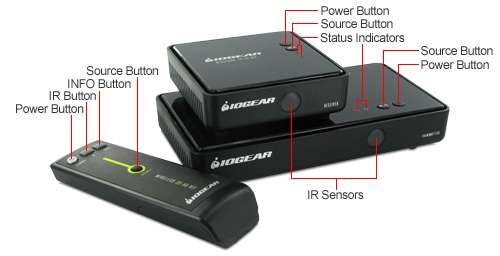 Power Button
Source Button
Status Indicators
Source Button
Power Button
Source Button
INFO Button
IR Button
Power Button
IOGEAR
IOGEAR
IR Sensors
IOGEAR